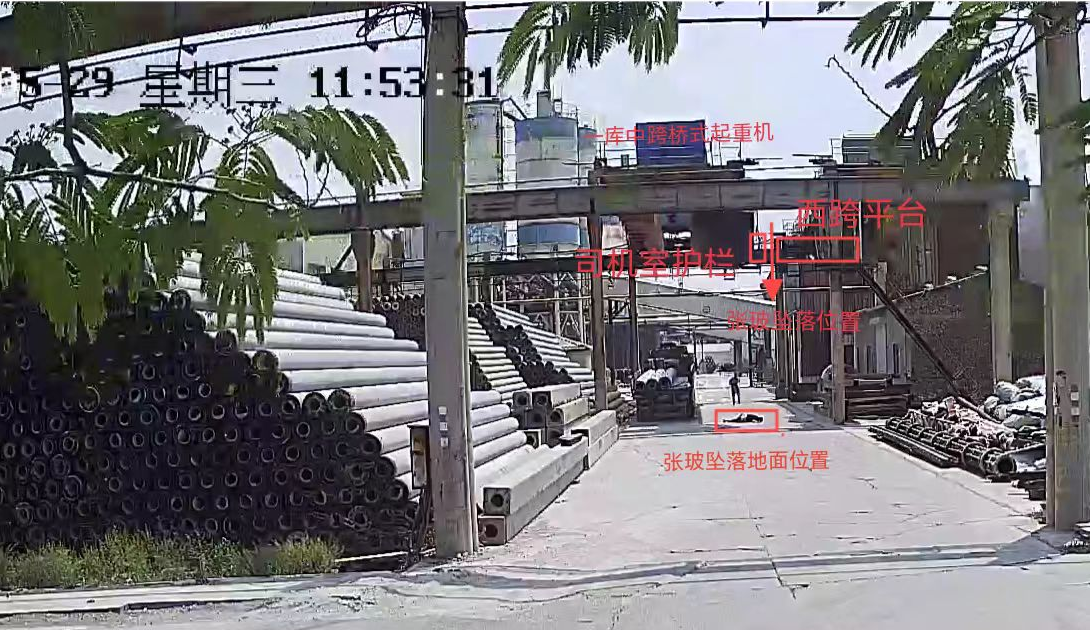 05-29 星期三 11:53:31
一库中跨桥式起重机
西跨平台
司机室护栏
张玻坠落位置
张玻坠落地面位置